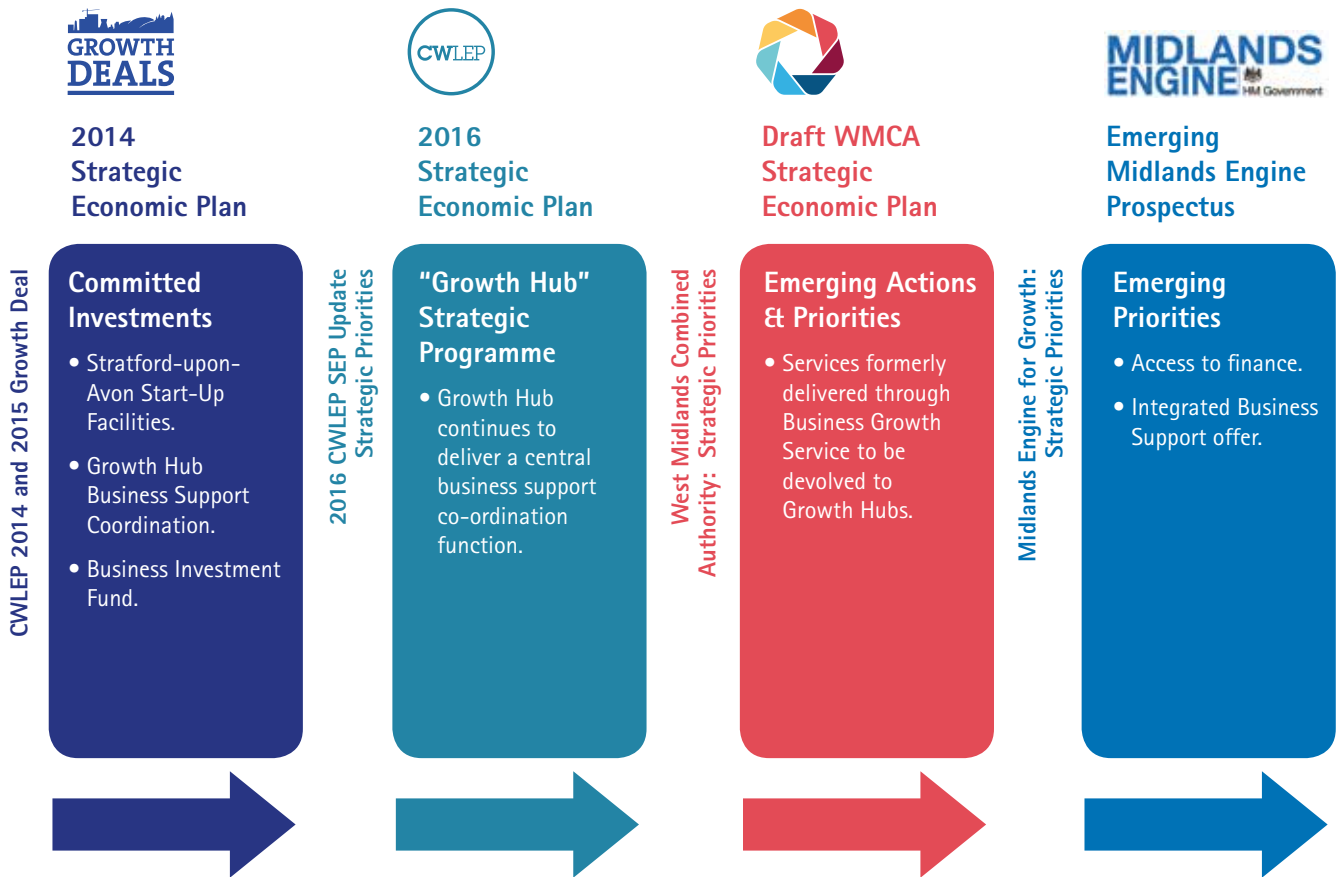 GROWTH
DEALS
2014
Strategic
Economic Plan
CWLEP 2014 and 2015 Growth Deal
Committed
Investments
• Stratford-upon-
Avon Start-Up
Facilities.
• Growth Hub
Business Support
Coordination.
• Business Investment
Fund.
CWLEP
2016
Strategic
Economic Plan
2016 CWLEP SEP Update
Strategic Priorities
"Growth Hub"
Strategic
Programme
• Growth Hub
continues to
deliver a central
business support
co-ordination
function.
Draft WMCA
Strategic
Economic Plan
West Midlands Combined
Authority: Strategic Priorities
Emerging Actions
& Priorities
• Services formerly
delivered through
Business Growth
Service to be
devolved to
Growth Hubs.
MIDLANDS
ENGINE
HM Government
Emerging
Midlands Engine
Prospectus
Midlands Engine for Growth:
Strategic Priorities
Emerging
Priorities
• Access to finance.
• Integrated Business
Support offer.